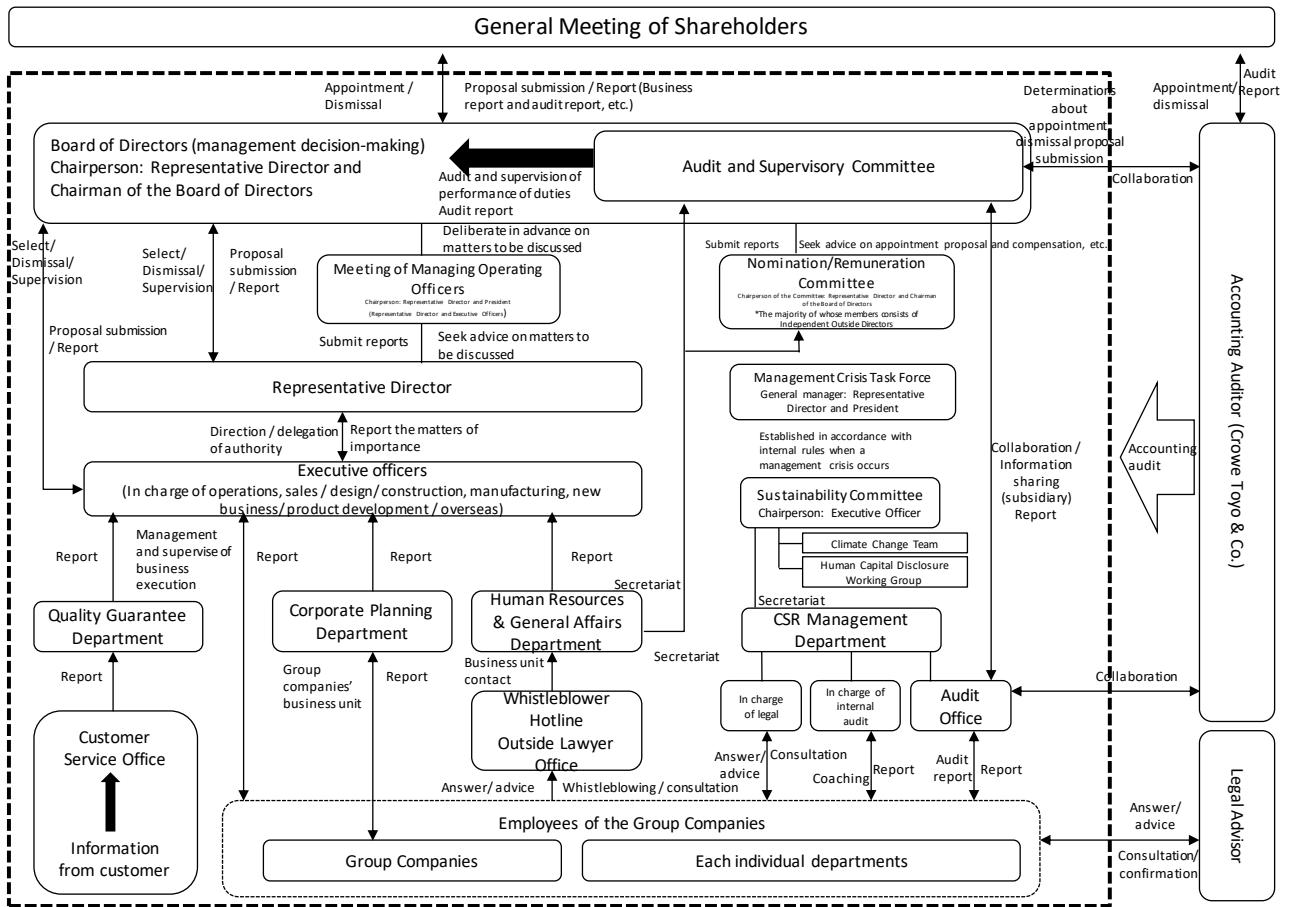 General Meeting of Shareholders
Appointment /
Dismissal
Proposal submission / Report (Business
report and audit report, etc.)
Determinations
about
appointment
dismissal proposal
submission
Appointment/
dismissal
Audit
Report
Board of Directors (management decision-making)
Chairperson: Representative Director and
Chairman of the Board of Directors
Audit and Supervisory Committee
Audit and supervision of
performance of duties
Audit report
Collaboration
Select/
Dismissal/
Supervision
Select/
Dismissal/
Supervision
Proposal
submission
/ Report
Deliberate in advance on
matters to be discussed
Submit reports
Seek advice on appointment proposal and compensation, etc.
Meeting of Managing Operating
Officers
Chairperson: Representative Director and President
(Representative Director and Executive Officers)
Nomination/Remuneration
Committee
Chairperson of the Committee: Representative Director and Chairman
of the Board of Directors
*The majority of whose members consists of
Independent Outside Directors
Proposal submission
/ Report
Submit reports
Seek advice on matters to
be discussed
Representative Director
Management Crisis Task Force
General manager: Representative
Director and President
Direction / delegation
of authority
Report the matters of
importance
Established in accordance with
internal rules when a
management crisis occurs
Collaboration /
Information
sharing
(subsidiary)
Report
Accounting
audit
Accounting Auditor (Crowe Toyo & Co.)
Executive officers
(In charge of operations, sales / design/ construction, manufacturing, new
business/ product development / overseas)
Sustainability Committee
Chairperson: Executive Officer
Climate Change Team
Human Capital Disclosure
Working Group
Report
Management
and supervise of
business
execution
Report
Report
Report
Secretariat
Secretariat
Quality Guarantee
Department
Corporate Planning
Department
Human Resources
& General Affairs
Department
CSR Management
Department
Secretariat
Report
Group
companies'
business unit
Report
Business unit
contact
Collaboration
Whistleblower
Hotline
Outside Lawyer
Office
In charge
of legal
In charge of
internal
audit
Audit
Office
Customer
Service Office
Information
from customer
Answer/ advice
Whistleblowing / consultation
Answer/
advice
Consultation
Coaching
Report
Audit
report
Report
Employees of the Group Companies
Group Companies
Each individual departments
Answer/
advice
Consultation/
confirmation
Legal Advisor